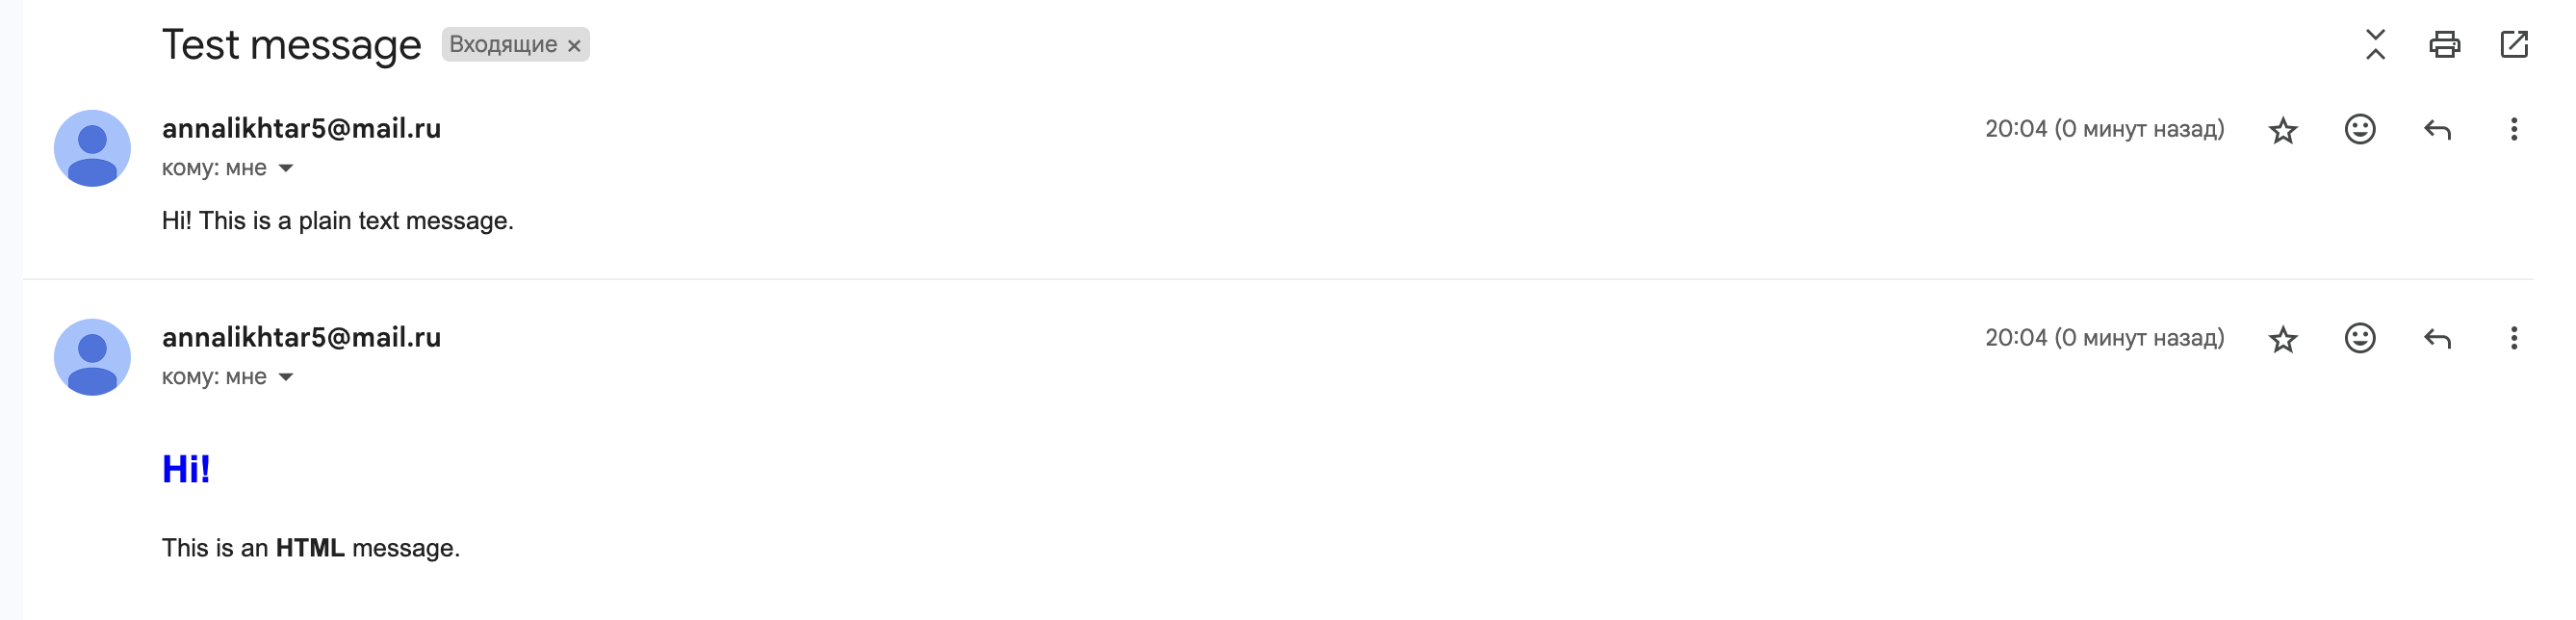 Test message Входящие ×
annalikhtar5@mail.ru 20:04 (0 минут назад)
кому: мне
Hi! This is a plain text message.
annalikhtar5@mail.ru 20:04 (0 минут назад)
кому: мне
Hi!
This is an HTML message.